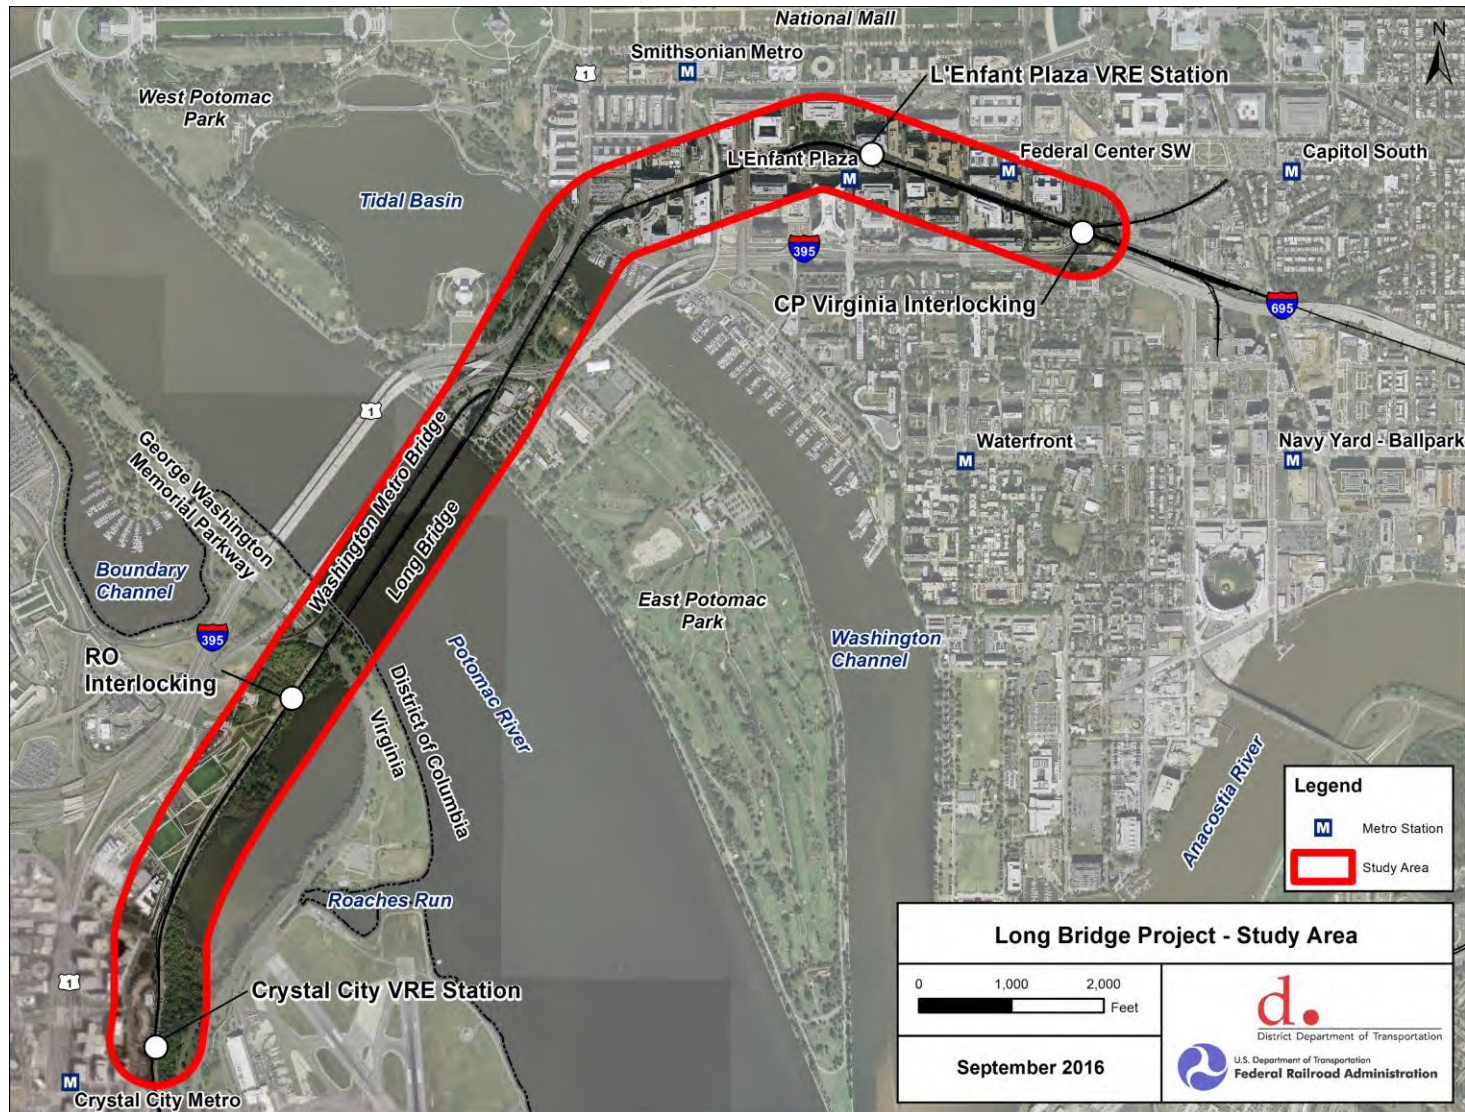 National Mall
Smithsonian Metro
M
1
N
L'Enfant Plaza VRE Station
West Potomac
Park
L'Enfant Plaza
M
Federal Center SW
M
Capitol South
M
Tidal Basin
395
CP Virginia Interlocking
695
1
Washington Metro Bridge
Long Bridge
George Washington
Memorial Parkway
Waterfront
M
Navy Yard - Ballpark
M
Boundary
Channel
395
RO
Interlocking
East Potomac
Park
Washington
Channel
Potomac River
District of Columbia
Virginia
Anacostia River
Roaches Run
1
Crystal City VRE Station
M
Crystal City Metro
Legend
M Metro Station
Study Area
Long Bridge Project - Study Area
0 1,000 2,000
Feet
September 2016
d.
District Department of Transportation
U.S. Department of Transportation
Federal Railroad Administration